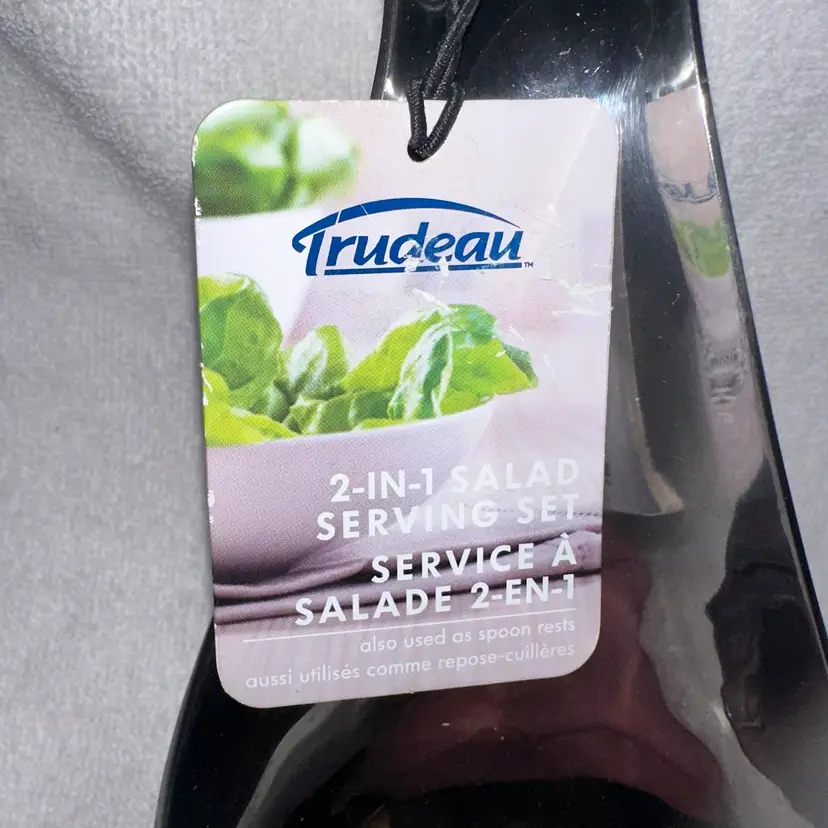 Trudeau™
2-IN-1 SALAD
SERVING SET
SERVICE À
SALADE 2-EN-1
also used as spoon rests
aussi utilisés comme repose-cuillères